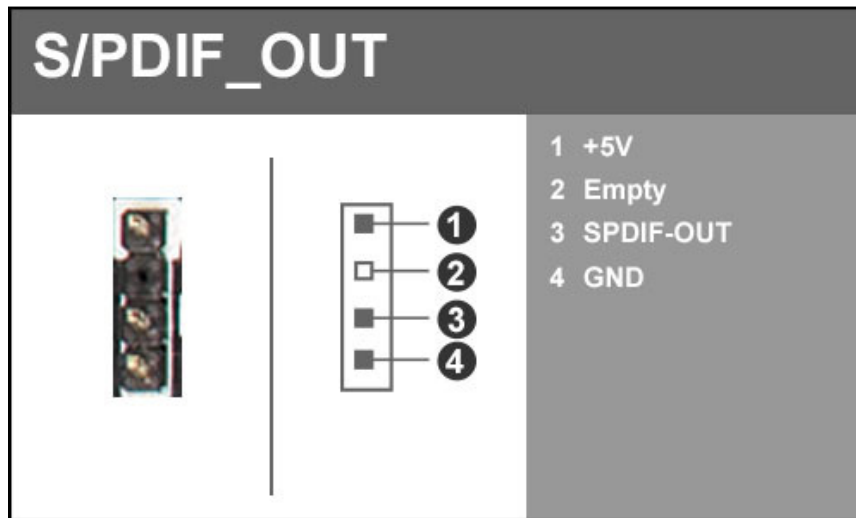 S/PDIF_OUT
1 +5V
2 Empty
3 SPDIF-OUT
4 GND
1
2
3
4